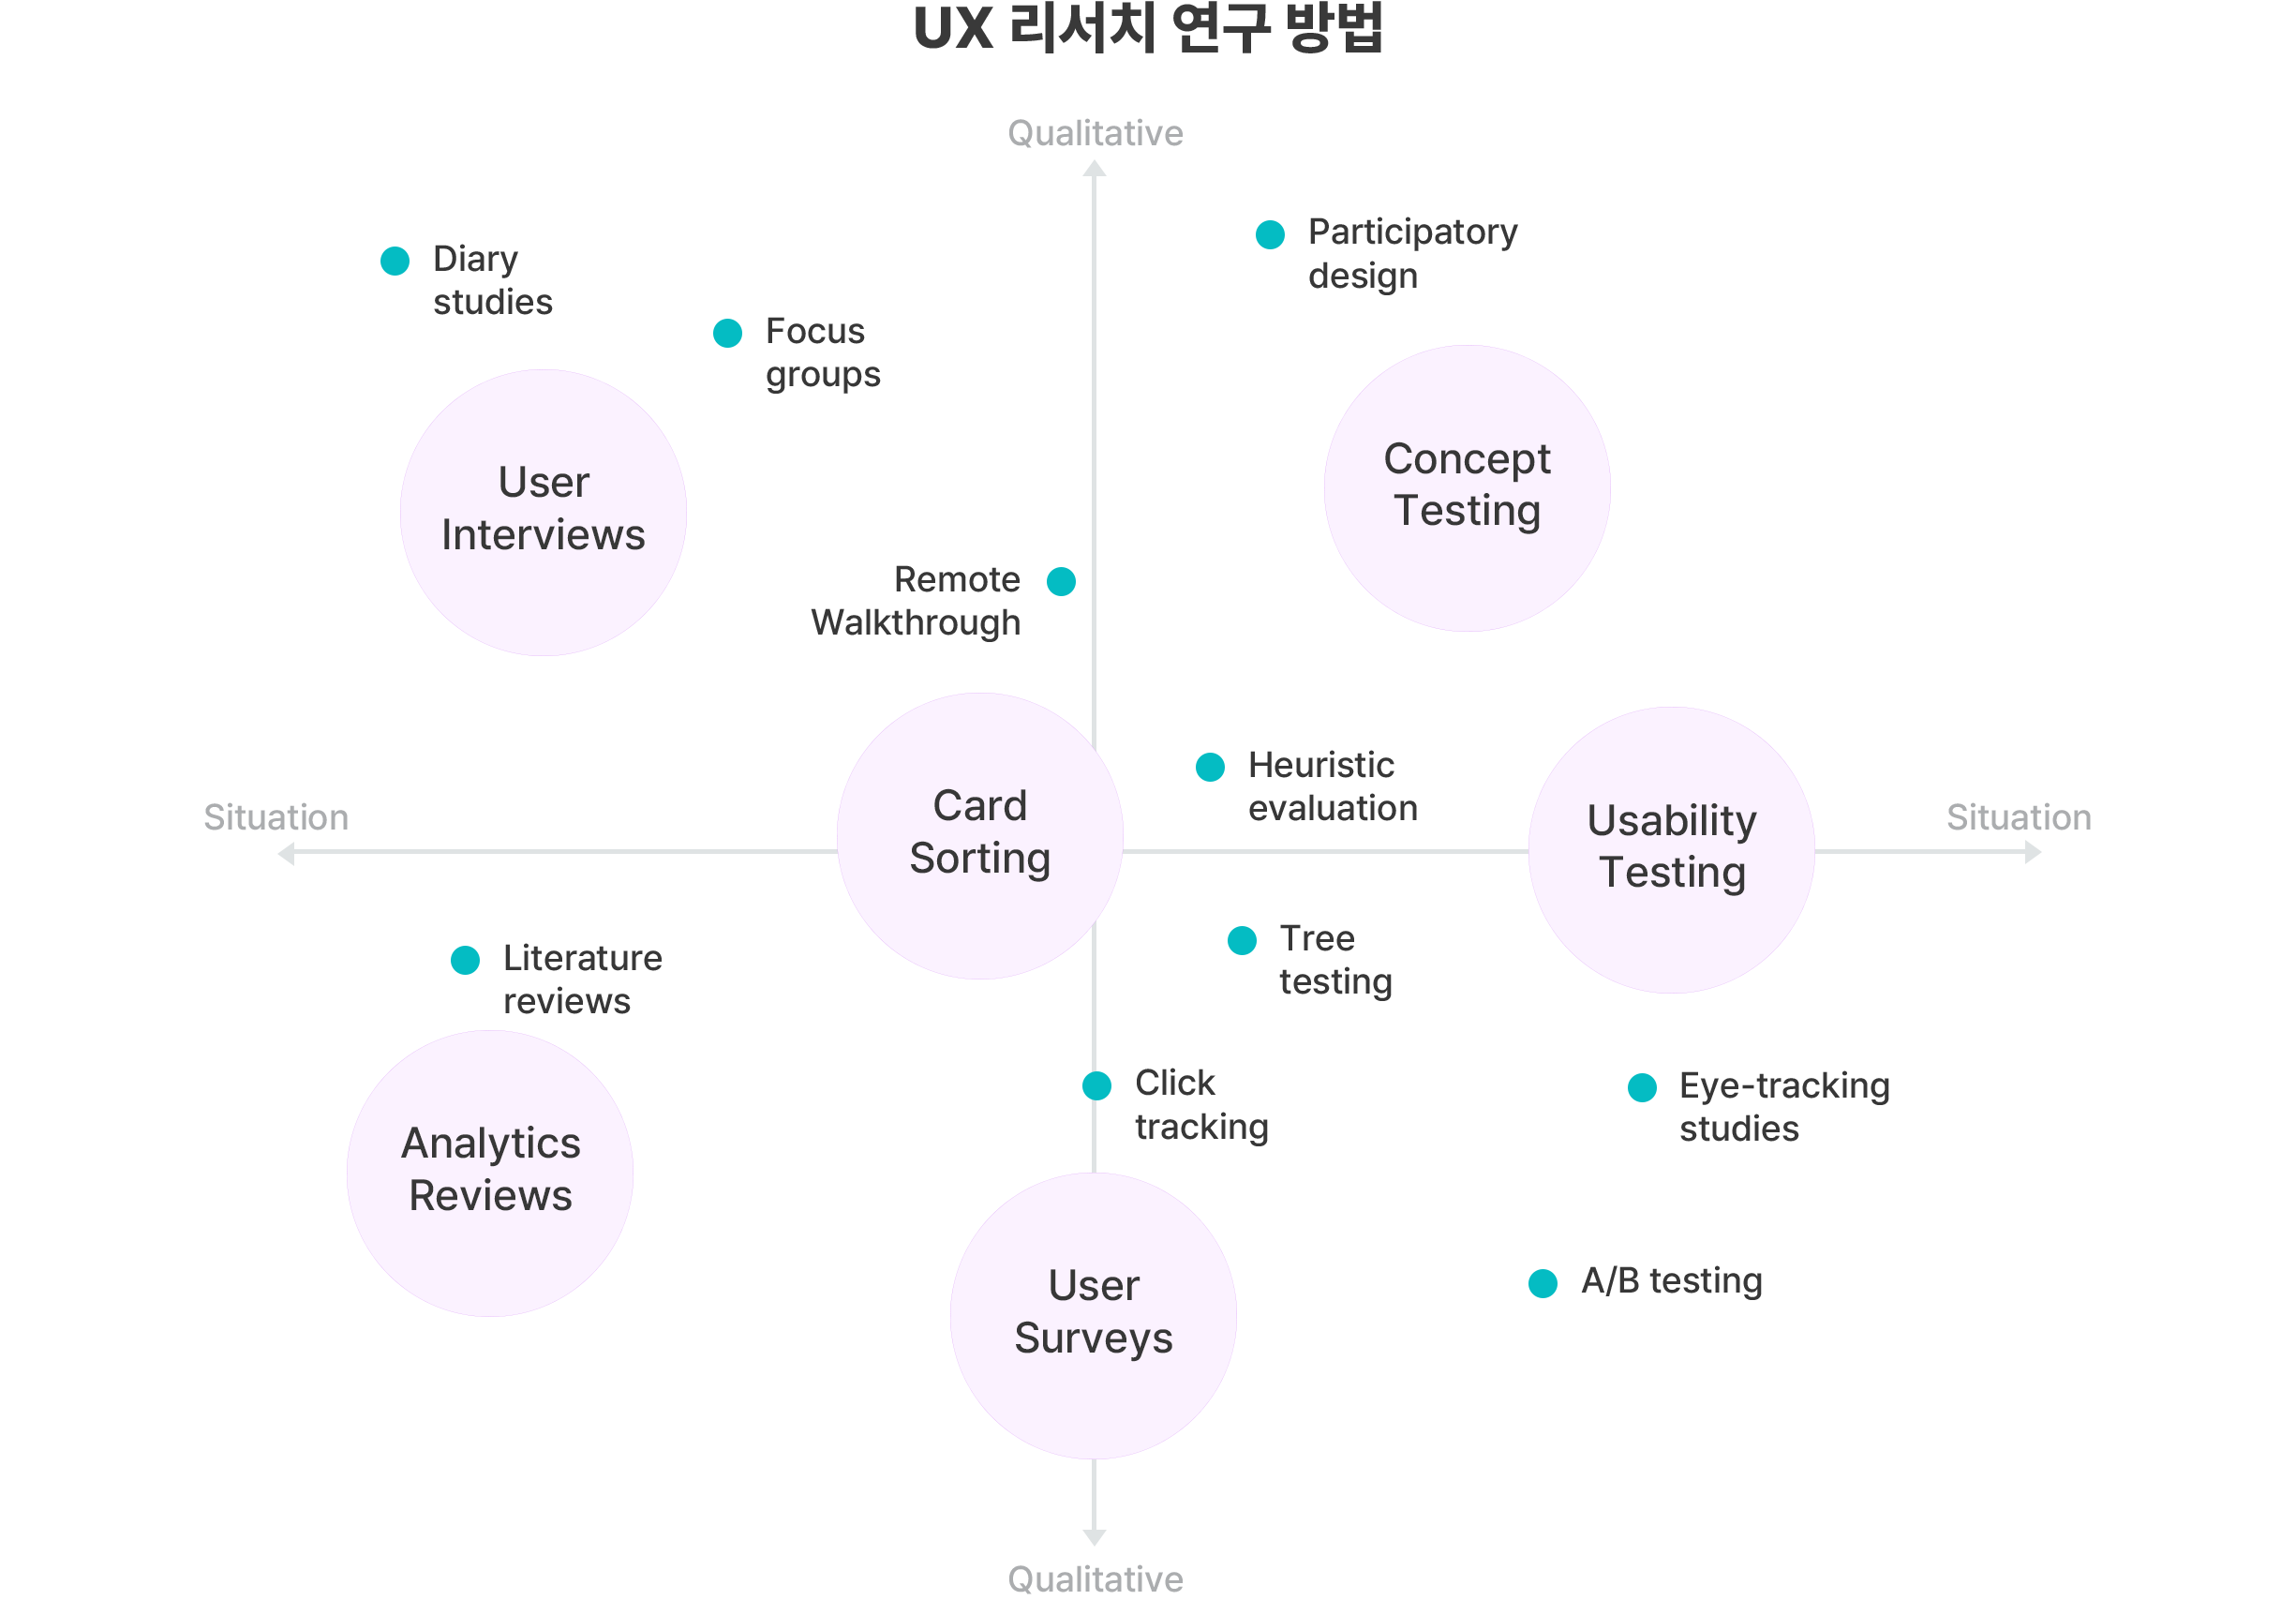 UX 리서치 연구 방법
Qualitative
Participatory
design
Diary
studies
Focus
groups
Concept
Testing
User
Interviews
Remote
Walkthrough
Heuristic
evaluation
Card
Sorting
Usability
Testing
Situation
Situation
Literature
reviews
Tree
testing
Click
tracking
Eye-tracking
studies
Analytics
Reviews
User
Surveys
A/B testing
Qualitative